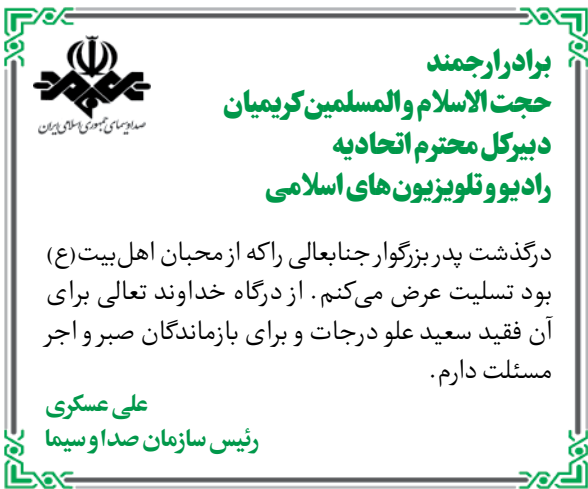 صدا و سیمای جمهوری اسلامی ایران
برادر ارجمند
حجت الاسلام والمسلمین کریمیان
دبیرکل محترم اتحادیه
رادیو و تلویزیون های اسلامی
درگذشت پدر بزرگوار جنابعالی را که از محبان اهل بیت(ع)
بود تسلیت عرض می‌کنم. از درگاه خداوند تعالی برای
آن فقید سعید علو درجات و برای بازماندگان صبر و اجر
مسئلت دارم.
علی عسکری
رئیس سازمان صدا و سیما